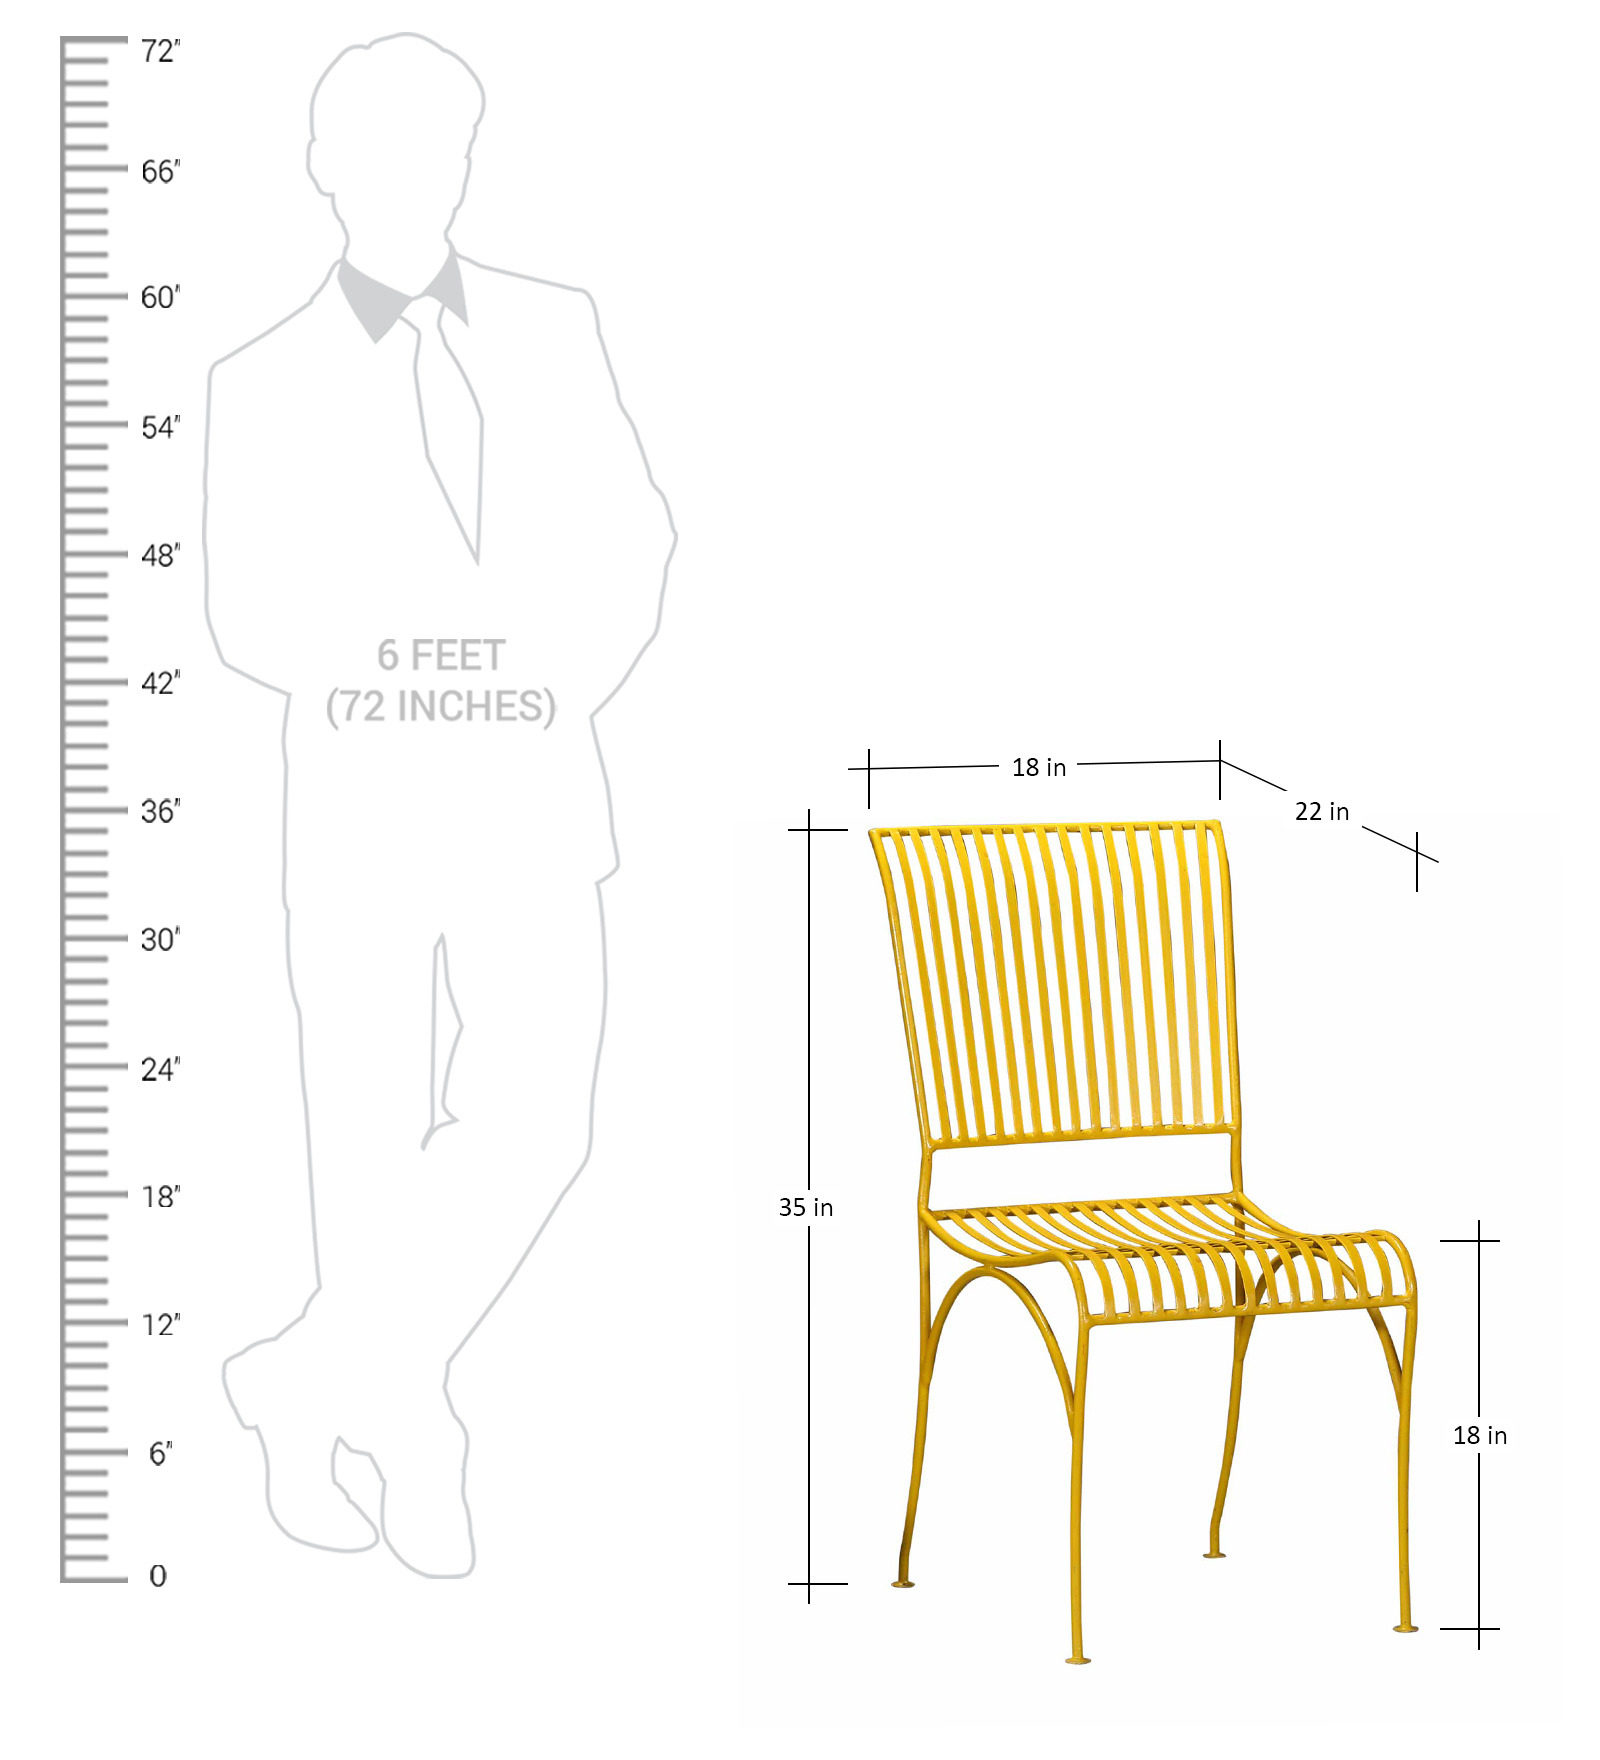 72"
66"
60"
54"
48"
42"
36"
30"
24"
18"
12"
6"
0
6 FEET
(72 INCHES)
18 in
22 in
35 in
18 in